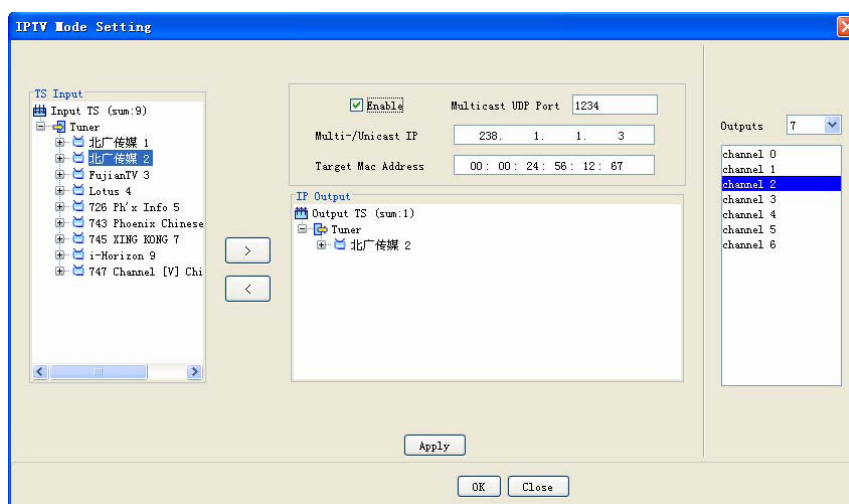 IPTV Mode Setting
TS Input
Input TS (sum:9)
Tuner
北广传媒 1
北广传媒 2
FujianTV 3
Lotus 4
726 Ph'x Info 5
743 Phoenix Chinese
745 XING KONG 7
i-Horizon 9
747 Channel [V] Chi
>
<
Enable
Multicast UDP Port 1234
Multi-/Unicast IP 238. 1. 1. 3
Target Mac Address 00: 00: 24: 56: 12: 67
IP Output
Output TS (sum:1)
Tuner
北广传媒 2
Outputs 7
channel 0
channel 1
channel 2
channel 3
channel 4
channel 5
channel 6
Apply
OK Close